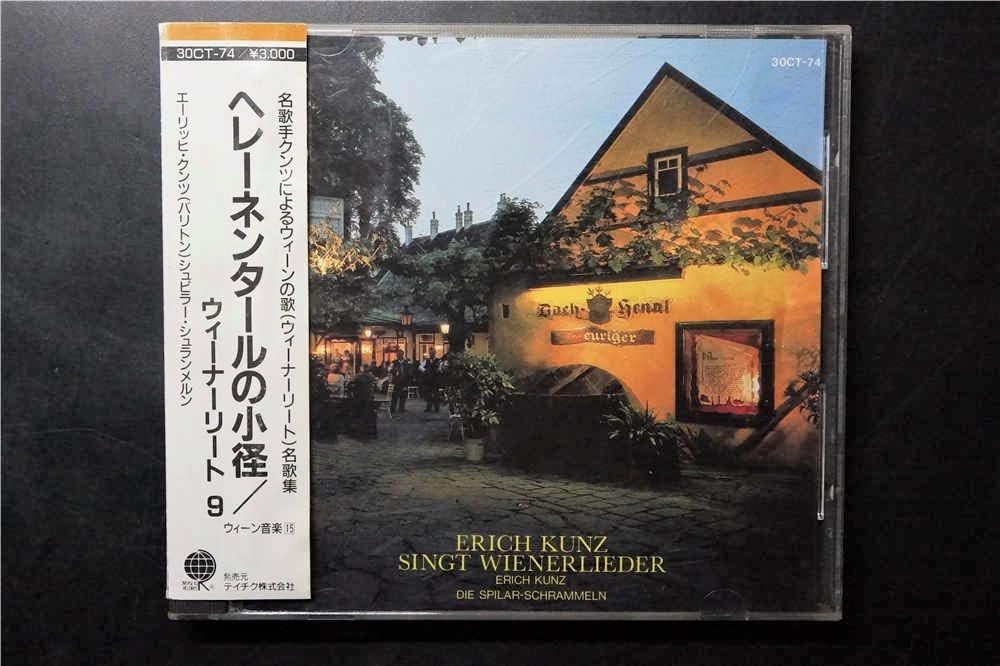 30CT-74/¥3,000
名歌手クンツによるウィーンの歌(ウィーナーリート)名歌集
ヘレーネンタールの小径/
ウィーナーリート 9
エーリッヒ・クンツ(バリトン)シュピラー・シュランメルン
ウィーン音楽 15
発売元
テイチク株式会社
30CT-74
Bach-Hengl
Heuriger
ERICH KUNZ
SINGT WIENERLIEDER
ERICH KUNZ
DIE SPILAR-SCHRAMMELN